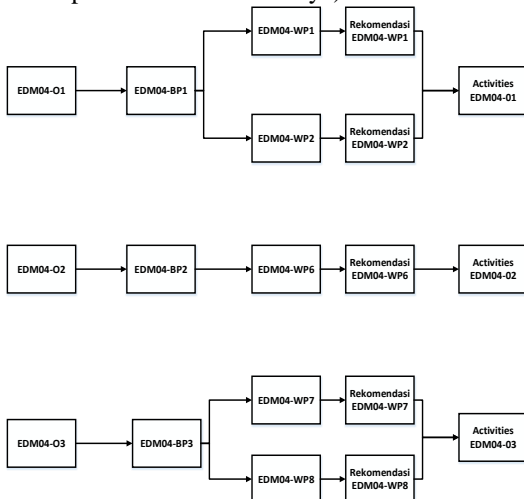 EDM04-WP1
Rekomendasi
EDM04-WP1
EDM04-O1
EDM04-BP1
Activities
EDM04-01
EDM04-WP2
Rekomendasi
EDM04-WP2
EDM04-O2
EDM04-BP2
EDM04-WP6
Rekomendasi
EDM04-WP6
Activities
EDM04-02
EDM04-WP7
Rekomendasi
EDM04-WP7
EDM04-O3
EDM04-BP3
Activities
EDM04-03
EDM04-WP8
Rekomendasi
EDM04-WP8